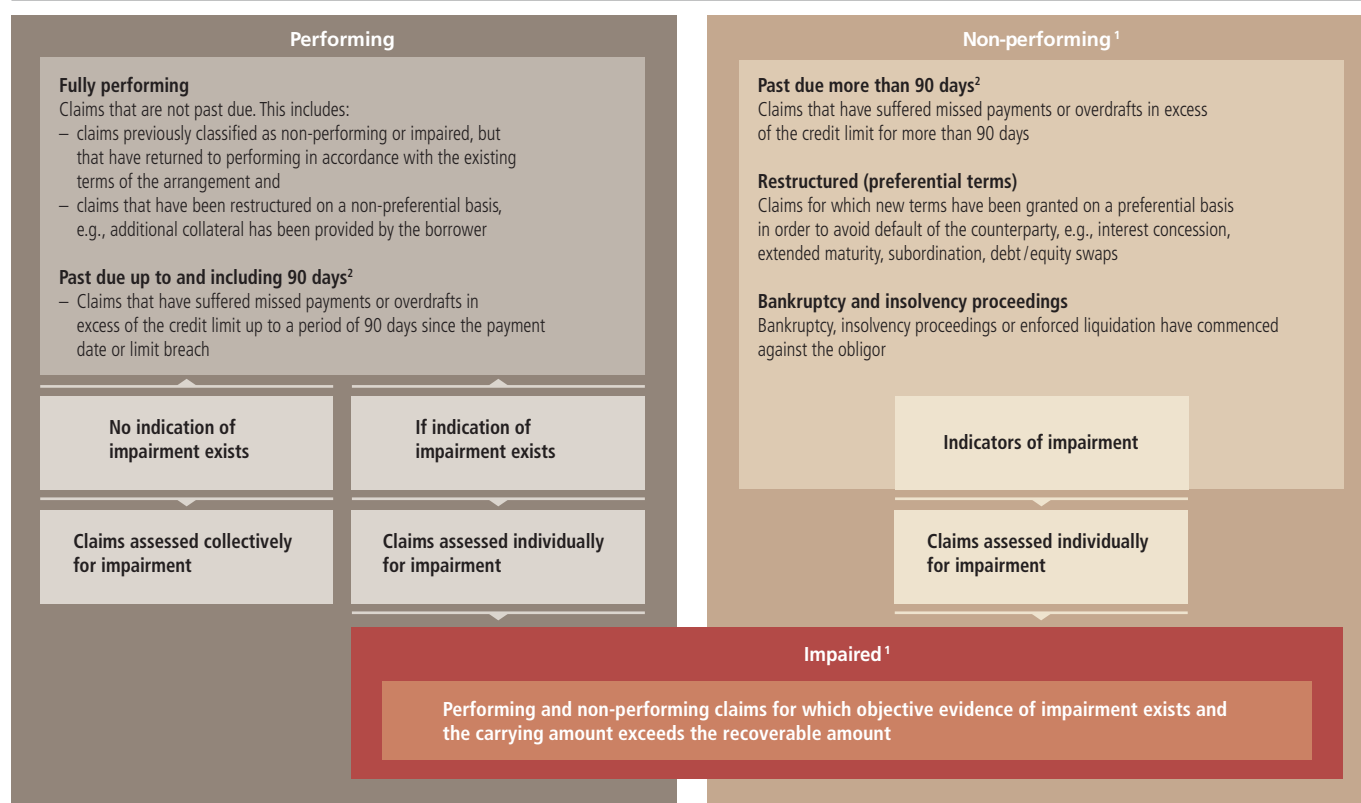 Performing
Fully performing
Claims that are not past due. This includes:
– claims previously classified as non-performing or impaired, but
that have returned to performing in accordance with the existing
terms of the arrangement and
– claims that have been restructured on a non-preferential basis,
e.g., additional collateral has been provided by the borrower
Past due up to and including 90 days²
– Claims that have suffered missed payments or overdrafts in
excess of the credit limit up to a period of 90 days since the payment
date or limit breach
No indication of
impairment exists
If indication of
impairment exists
Claims assessed collectively
for impairment
Claims assessed individually
for impairment
Non-performing ¹
Past due more than 90 days²
Claims that have suffered missed payments or overdrafts in excess
of the credit limit for more than 90 days
Restructured (preferential terms)
Claims for which new terms have been granted on a preferential basis
in order to avoid default of the counterparty, e.g., interest concession,
extended maturity, subordination, debt / equity swaps
Bankruptcy and insolvency proceedings
Bankruptcy, insolvency proceedings or enforced liquidation have commenced
against the obligor
Indicators of impairment
Claims assessed individually
for impairment
Impaired ¹
Performing and non-performing claims for which objective evidence of impairment exists and
the carrying amount exceeds the recoverable amount